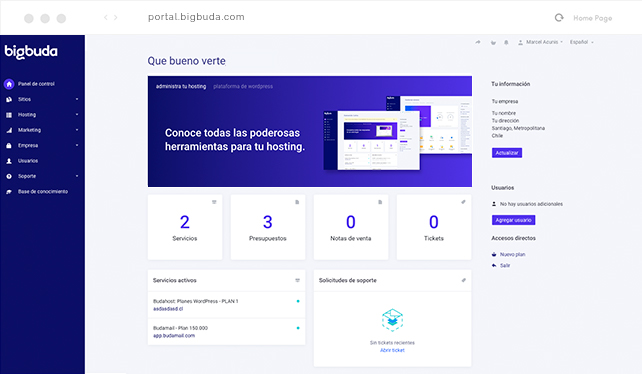 portal.bigbuda.com
Home Page
bigbuda
Marcel Azures
Español
Panel de control
Sitios
Hosting
Marketing
Empresa
Usuarios
Soporte
Base de conocimiento
Que bueno verte
administra tu hosting
plataforma de wordpress
Conoce todas las poderosas
herramientas para tu hosting.
2
Servicios
3
Presupuestos
0
Notas de venta
0
Tickets
Servicios activos
Budahost: Planes WordPress - PLAN 1
asdasdasd.cl
Budamail - Plan 150.000
app.budamail.com
Solicitudes de soporte
Sin tickets recientes
Abrir ticket
Tu información
Tu empresa
Tu nombre
Tu dirección
Santiago, Metropolitana
Chile
Actualizar
Usuarios
No hay usuarios adicionales
Agregar usuario
Accesos directos
Nuevo plan
Salir